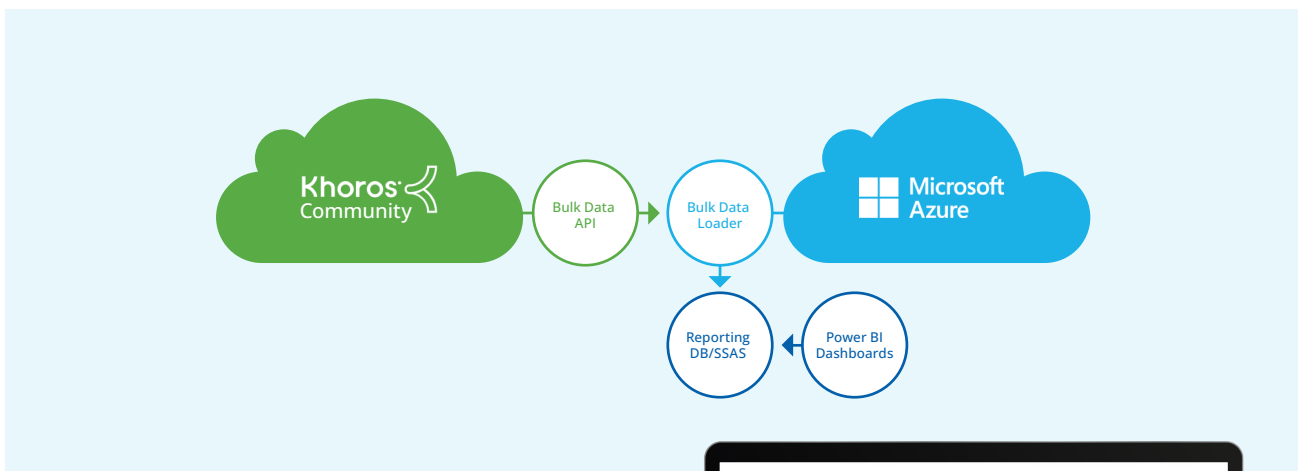 Khoros
Community
Bulk Data
API
Bulk Data
Loader
Microsoft
Azure
Reporting
DB/SSAS
Power BI
Dashboards